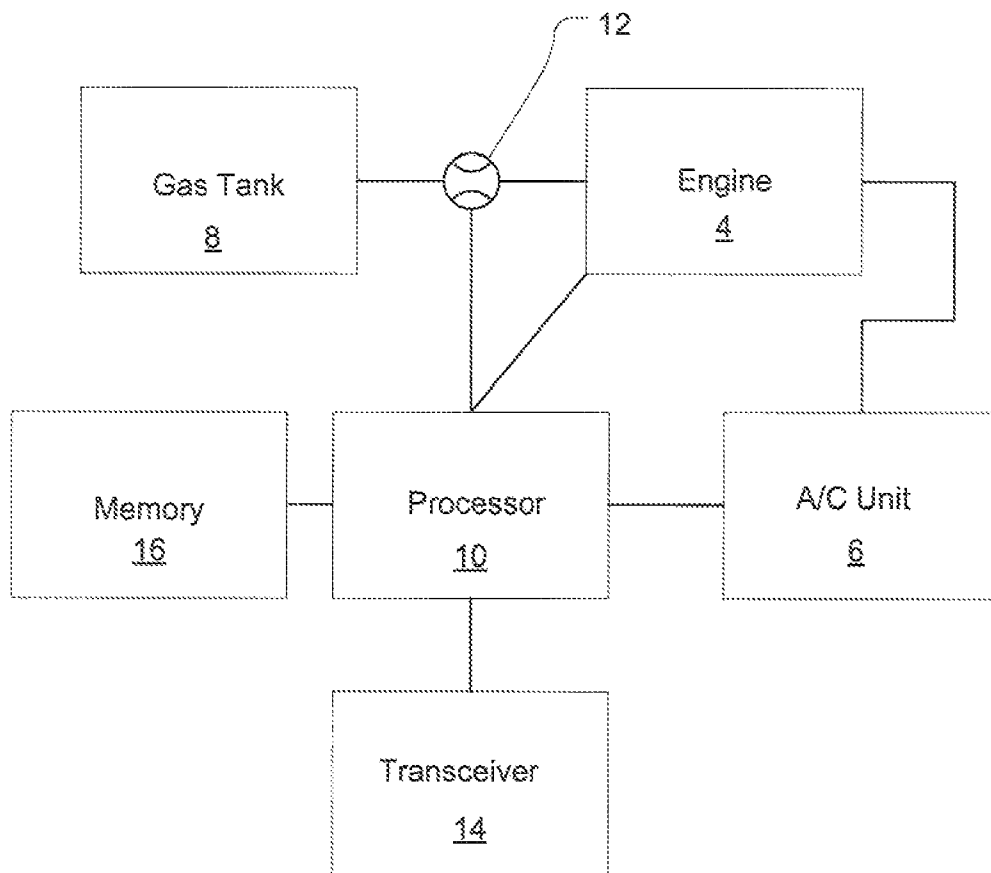 12
Gas Tank
8
Engine
4
Memory
16
Processor
10
A/C Unit
6
Transceiver
14